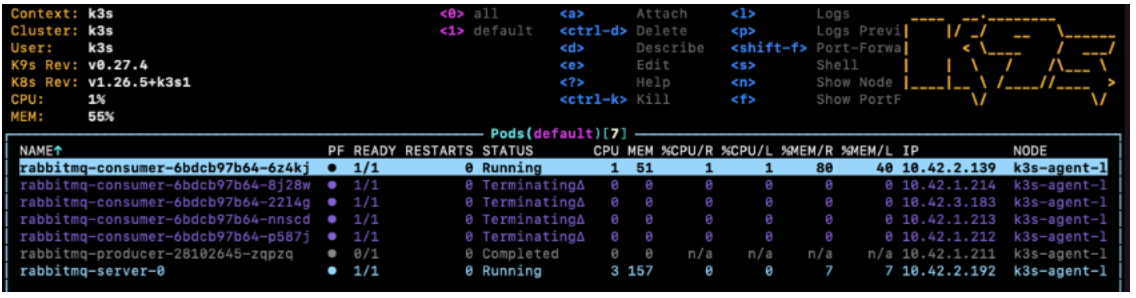 Context: k3s <0> all <a> Attach <l> Logs
Cluster: k3s <1> default <ctrl-d> Delete <p> Logs Previ
User: k3s <d> Describe <shift-f> Port-Forwa
K9s Rev: v0.27.4 <e> Edit <s> Shell
K8s Rev: v1.26.5+k3s1 <?> Help <n> Show Node
CPU: 1% <ctrl-k> Kill <f> Show PortF
MEM: 55%
Pods(default)[7]
NAME↑ PF READY RESTARTS STATUS CPU MEM %CPU/R %CPU/L %MEM/R %MEM/L IP NODE
rabbitmq-consumer-6bdcb97b64-6z4kj ● 1/1 0 Running 1 51 1 1 80 40 10.42.2.139 k3s-agent-l
rabbitmq-consumer-6bdcb97b64-8j28w ● 1/1 0 TerminatingΔ 0 0 0 0 0 0 10.42.1.214 k3s-agent-l
rabbitmq-consumer-6bdcb97b64-22l4g ● 1/1 0 TerminatingΔ 0 0 0 0 0 0 10.42.3.183 k3s-agent-l
rabbitmq-consumer-6bdcb97b64-nnscd ● 1/1 0 TerminatingΔ 0 0 0 0 0 0 10.42.1.213 k3s-agent-l
rabbitmq-consumer-6bdcb97b64-p587j ● 1/1 0 TerminatingΔ 0 0 0 0 0 0 10.42.1.212 k3s-agent-l
rabbitmq-producer-28102645-zqpzq ● 0/1 0 Completed 0 0 n/a n/a n/a n/a 10.42.1.211 k3s-agent-l
rabbitmq-server-0 ● 1/1 0 Running 3 157 0 0 7 7 10.42.2.192 k3s-agent-l